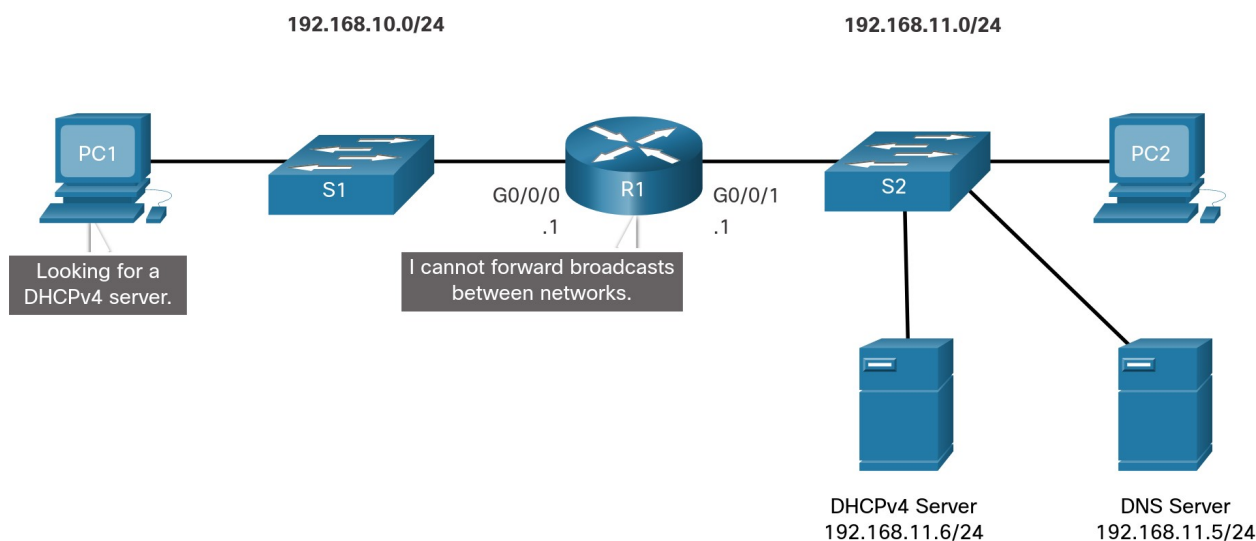 192.168.10.0/24
192.168.11.0/24
PC1
S1
R1
S2
PC2
G0/0/0
.1
G0/0/1
.1
Looking for a
DHCPv4 server.
I cannot forward broadcasts
between networks.
DHCPv4 Server
192.168.11.6/24
DNS Server
192.168.11.5/24